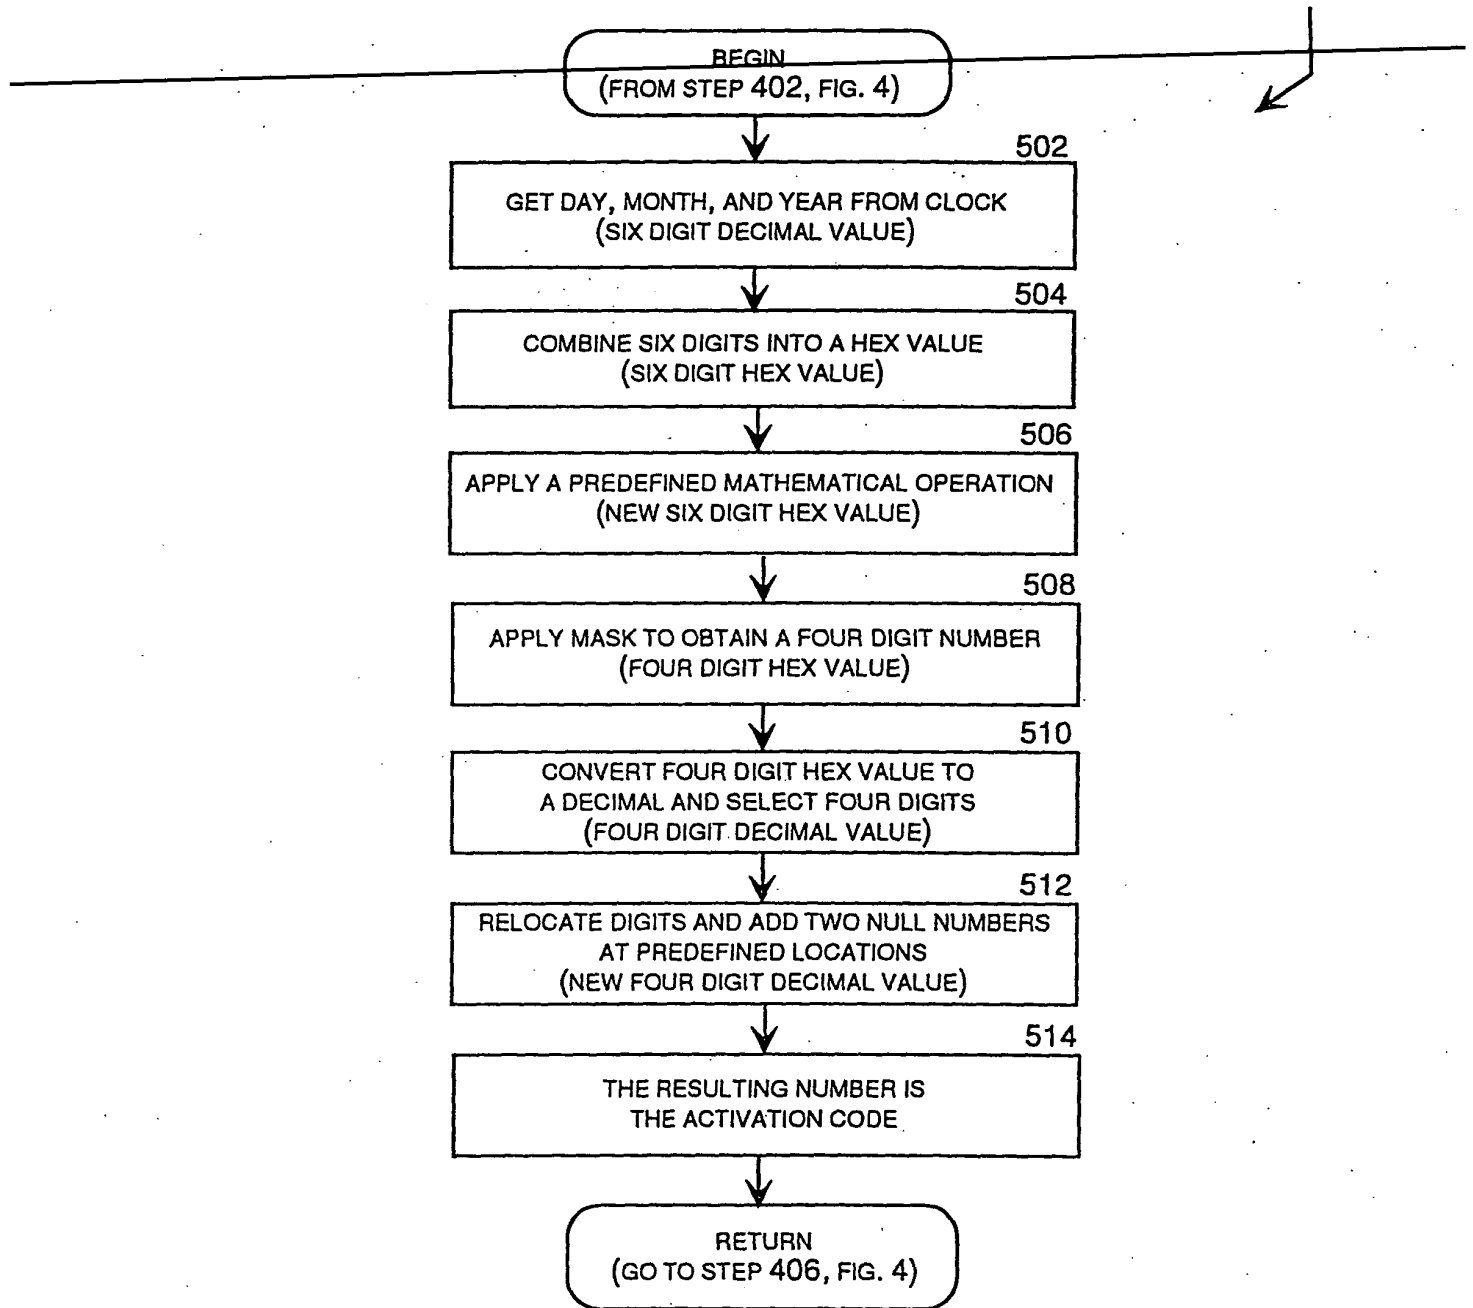 BEGIN
(FROM STEP 402, FIG. 4)
502
GET DAY, MONTH, AND YEAR FROM CLOCK
(SIX DIGIT DECIMAL VALUE)
504
COMBINE SIX DIGITS INTO A HEX VALUE
(SIX DIGIT HEX VALUE)
506
APPLY A PREDEFINED MATHEMATICAL OPERATION
(NEW SIX DIGIT HEX VALUE)
508
APPLY MASK TO OBTAIN A FOUR DIGIT NUMBER
(FOUR DIGIT HEX VALUE)
510
CONVERT FOUR DIGIT HEX VALUE TO
A DECIMAL AND SELECT FOUR DIGITS
(FOUR DIGIT DECIMAL VALUE)
512
RELOCATE DIGITS AND ADD TWO NULL NUMBERS
AT PREDEFINED LOCATIONS
(NEW FOUR DIGIT DECIMAL VALUE)
514
THE RESULTING NUMBER IS
THE ACTIVATION CODE
RETURN
(GO TO STEP 406, FIG. 4)